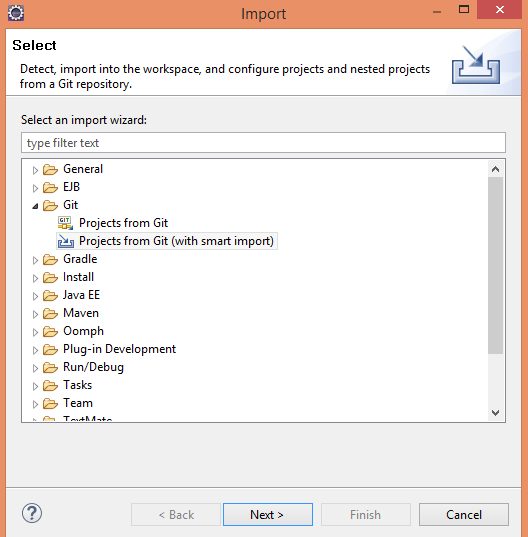 Import
Select
Detect, import into the workspace, and configure projects and nested projects
from a Git repository.
Select an import wizard:
type filter text
General
EJB
Git
GIT
Projects from Git
Projects from Git (with smart import)
Gradle
Install
Java EE
Maven
Oomph
Plug-in Development
Run/Debug
Tasks
Team
TextMate
? < Back Next > Finish Cancel